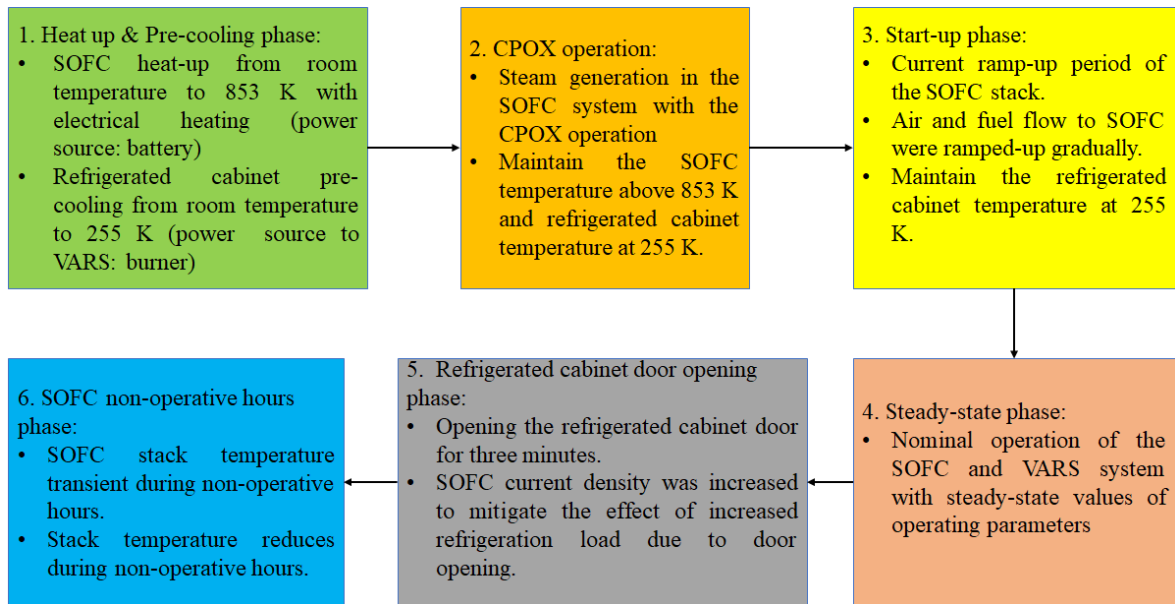 1. Heat up & Pre-cooling phase:
• SOFC heat-up from room
temperature to 853 K with
electrical heating (power
source: battery)
• Refrigerated cabinet pre-
cooling from room temperature
to 255 K (power source to
VARS: burner)
2. CPOX operation:
• Steam generation in the
SOFC system with the
CPOX operation
• Maintain the SOFC
temperature above 853 K
and refrigerated cabinet
temperature at 255 K.
3. Start-up phase:
• Current ramp-up period of
the SOFC stack.
• Air and fuel flow to SOFC
were ramped-up gradually.
• Maintain the refrigerated
cabinet temperature at 255
K.
4. Steady-state phase:
• Nominal operation of the
SOFC and VARS system
with steady-state values of
operating parameters
5. Refrigerated cabinet door opening
phase:
• Opening the refrigerated cabinet door
for three minutes.
• SOFC current density was increased
to mitigate the effect of increased
refrigeration load due to door
opening.
6. SOFC non-operative hours
phase:
• SOFC stack temperature
transient during non-operative
hours.
• Stack temperature reduces
during non-operative hours.